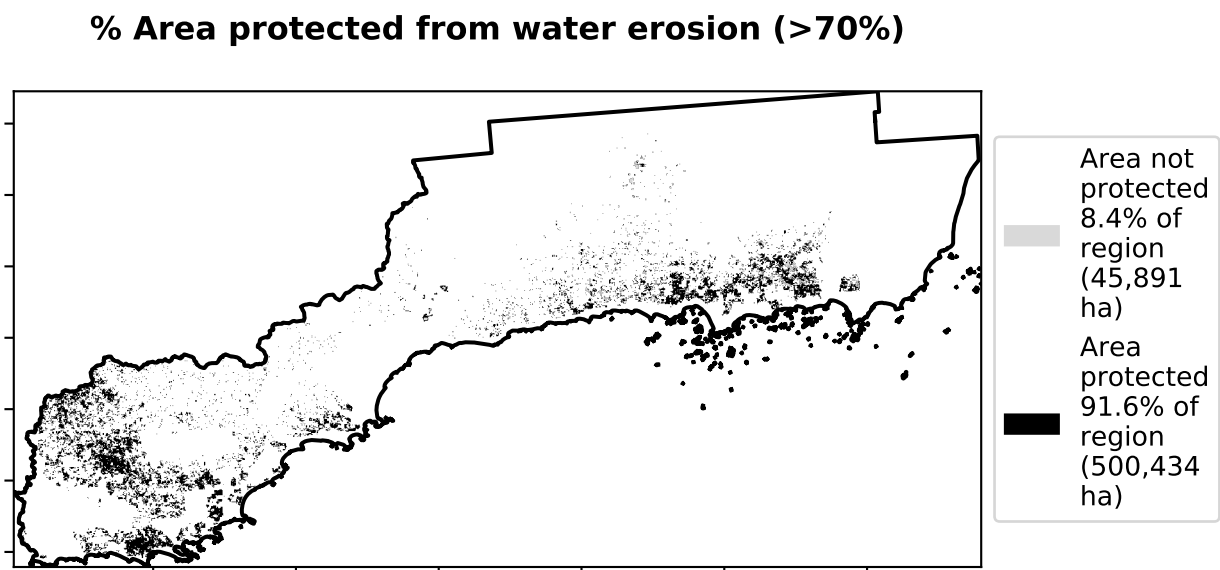 % Area protected from water erosion (>70%)
Area not
protected
8.4% of
region
(45,891
ha)
Area
protected
91.6% of
region
(500,434
ha)